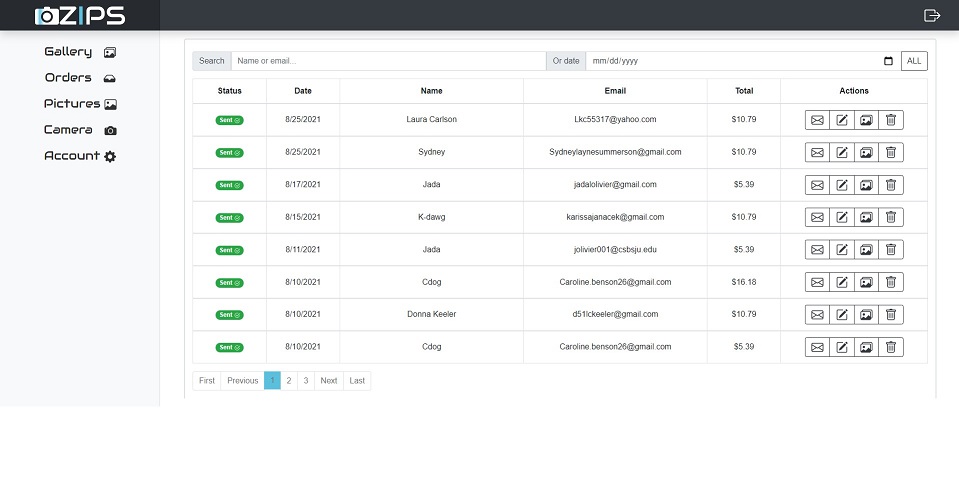 ZIPS
Gallery
Orders
Pictures
Camera
Account
Search Name or email... Or date mm/dd/yyyy ALL
Status Date Name Email Total Actions
Sent 8/25/2021 Laura Carlson Lkc55317@yahoo.com $10.79
Sent 8/25/2021 Sydney Sydneylaynesummerson@gmail.com $10.79
Sent 8/17/2021 Jada jadalolivier@gmail.com $5.39
Sent 8/15/2021 K-dawg karissajanacek@gmail.com $10.79
Sent 8/11/2021 Jada jolivier001@csbsju.edu $5.39
Sent 8/10/2021 Cdog Caroline.benson26@gmail.com $16.18
Sent 8/10/2021 Donna Keeler d51lckeeler@gmail.com $10.79
Sent 8/10/2021 Cdog Caroline.benson26@gmail.com $5.39
First Previous 1 2 3 Next Last